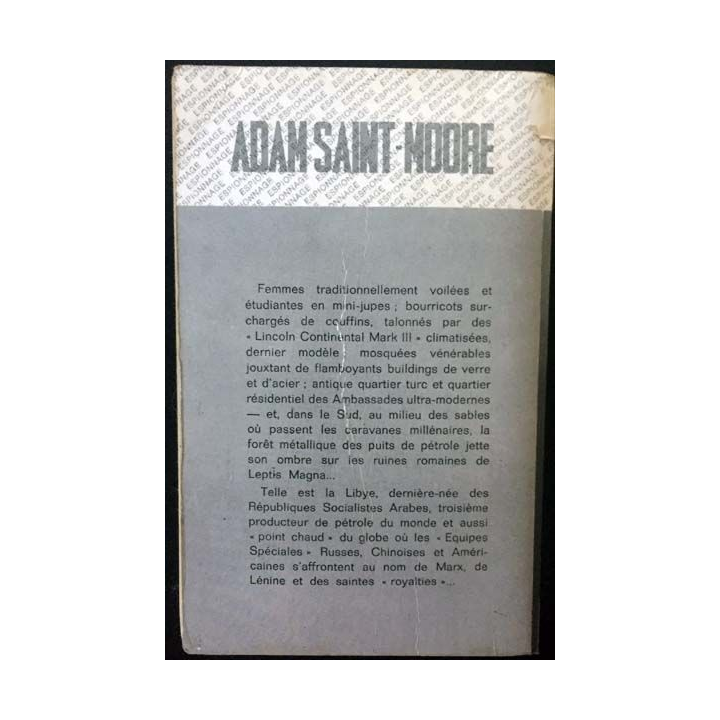 ADAM SAINT-MOORE
Femmes traditionnellement voilées et
étudiantes en mini-jupes ; bourricots sur-
chargés de couffins, talonnés par des
« Lincoln Continental Mark III » climatisées,
dernier modèle ; mosquées vénérables
jouxtant de flamboyants buildings de verre
et d'acier ; antique quartier turc et quartier
résidentiel des Ambassades ultra-modernes
— et, dans le Sud, au milieu des sables
où passent les caravanes millénaires, la
forêt métallique des puits de pétrole jette
son ombre sur les ruines romaines de
Leptis Magna...
Telle est la Libye, dernière-née des
Républiques Socialistes Arabes, troisième
producteur de pétrole du monde et aussi
« point chaud » du globe où les « Equipes
Spéciales » Russes, Chinoises et Améri-
caines s'affrontent au nom de Marx, de
Lénine et des saintes « royalties »...